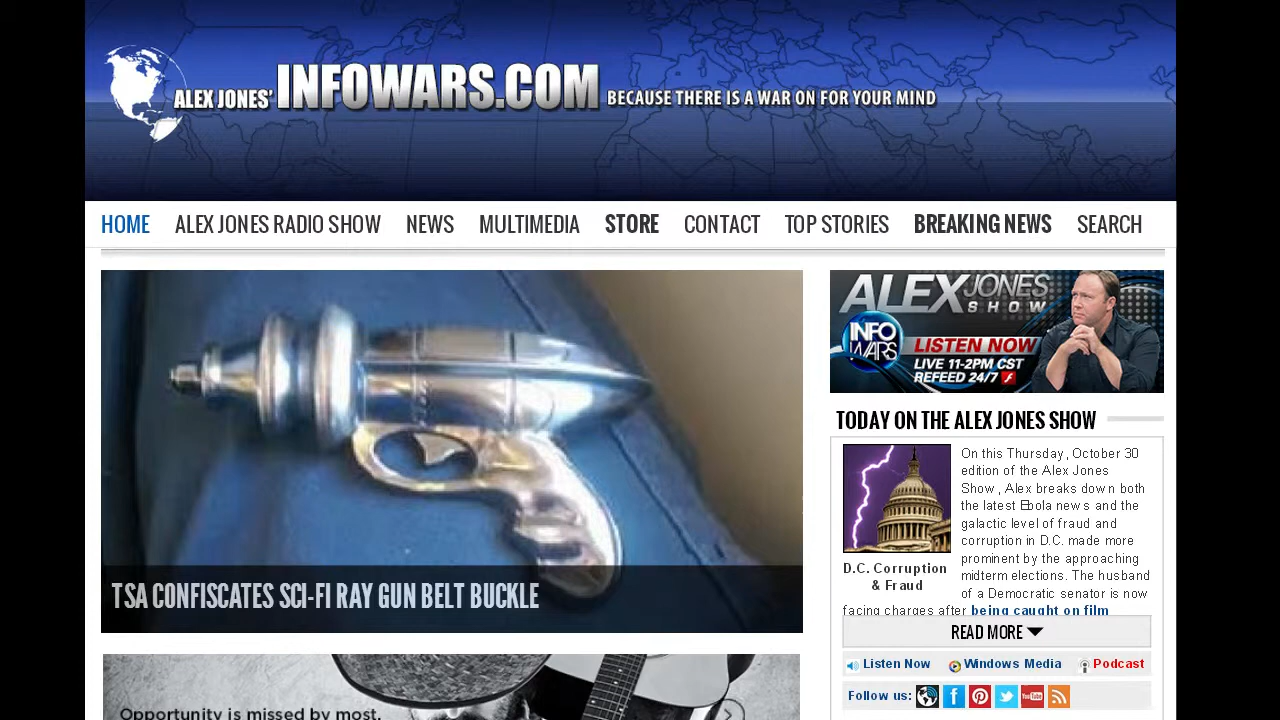 ALEX JONES' INFOWARS.COM BECAUSE THERE IS A WAR ON FOR YOUR MIND
HOME ALEX JONES RADIO SHOW NEWS MULTIMEDIA STORE CONTACT TOP STORIES BREAKING NEWS SEARCH
TSA CONFISCATES SCI-FI RAY GUN BELT BUCKLE
Opportunity is missed by most.
ALEX JONES
SHOW
INFO
WARS
LISTEN NOW
LIVE 11-2PM CST
REFEED 24/7
TODAY ON THE ALEX JONES SHOW
D.C. Corruption
& Fraud
On this Thursday, October 30
edition of the Alex Jones
Show, Alex breaks down both
the latest Ebola news and the
galactic level of fraud and
corruption in D.C. made more
prominent by the approaching
midterm elections. The husband
of a Democratic senator is now
facing charges after being caught on film
READ MORE
Listen Now Windows Media Podcast
Follow us:
You Tube